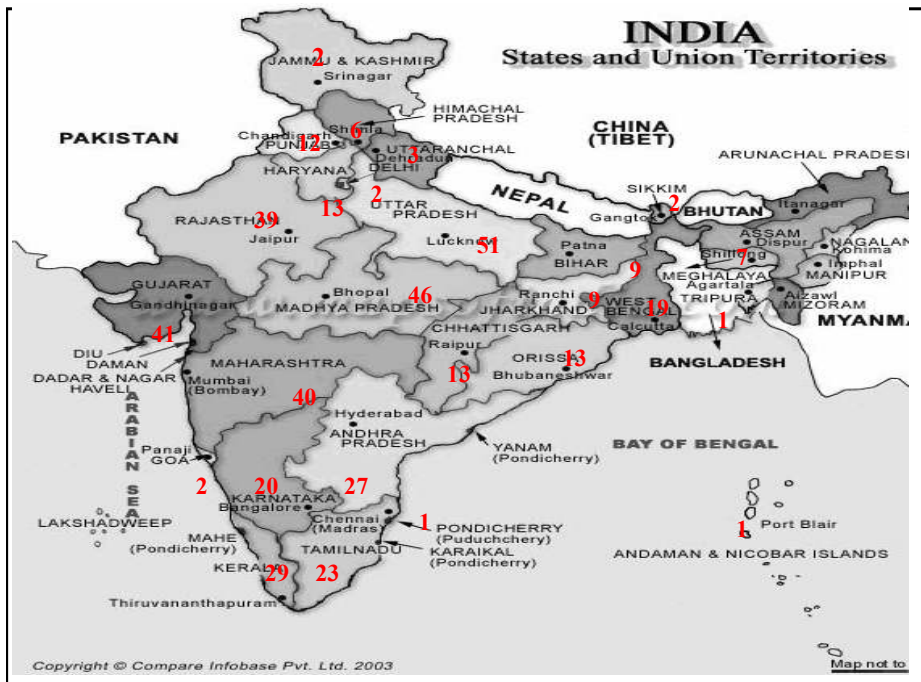 INDIA
States and Union Territories
2
JAMMU & KASHMIR
Srinagar
HIMACHAL
PRADESH
PAKISTAN
CHINA
(TIBET)
Chandigarh
Shimla
6
12
PUNJAB
UTTARANCHAL
3
Dehradun
ARUNACHAL PRADESH
HARYANA
DELHI
2
NEPAL
SIKKIM
2
BHUTAN
Itanagar
13
UTTAR
PRADESH
Gangtok
RAJASTHAN
39
Jaipur
Lucknow
51
Patna
BIHAR
9
ASSAM
Dispur
NAGALAN
Kohima
Shillong
7
MEGHALAYA
Imphal
MANIPUR
GUJARAT
Gandhinagar
Bhopal
46
MADHYA PRADESH
Ranchi
9
JHARKHAND
WEST
BENGAL
19
Calcutta
Agartala
TRIPURA
1
Aizawl
MIZORAM
MYANMA
41
CHHATTISGARH
Raipur
13
ORISSA
13
Bhubaneshwar
BANGLADESH
DIU
DAMAN
DADAR & NAGAR
HAVELI
MAHARASHTRA
Mumbai
(Bombay)
40
ARABIAN SEA
Hyderabad
ANDHRA
PRADESH
YANAM
(Pondicherry)
BAY OF BENGAL
Panaji
GOA
2
20
KARNATAKA
Bangalore
27
LAKSHADWEEP
Chennai
(Madras)
1
PONDICHERRY
(Puduchchery)
1
Port Blair
MAHE
(Pondicherry)
TAMILNADU
KARAIKAL
(Pondicherry)
ANDAMAN & NICOBAR ISLANDS
KERALA
29
23
Thiruvananthapuram
Copyright © Compare Infobase Pvt. Ltd. 2003
Map not to